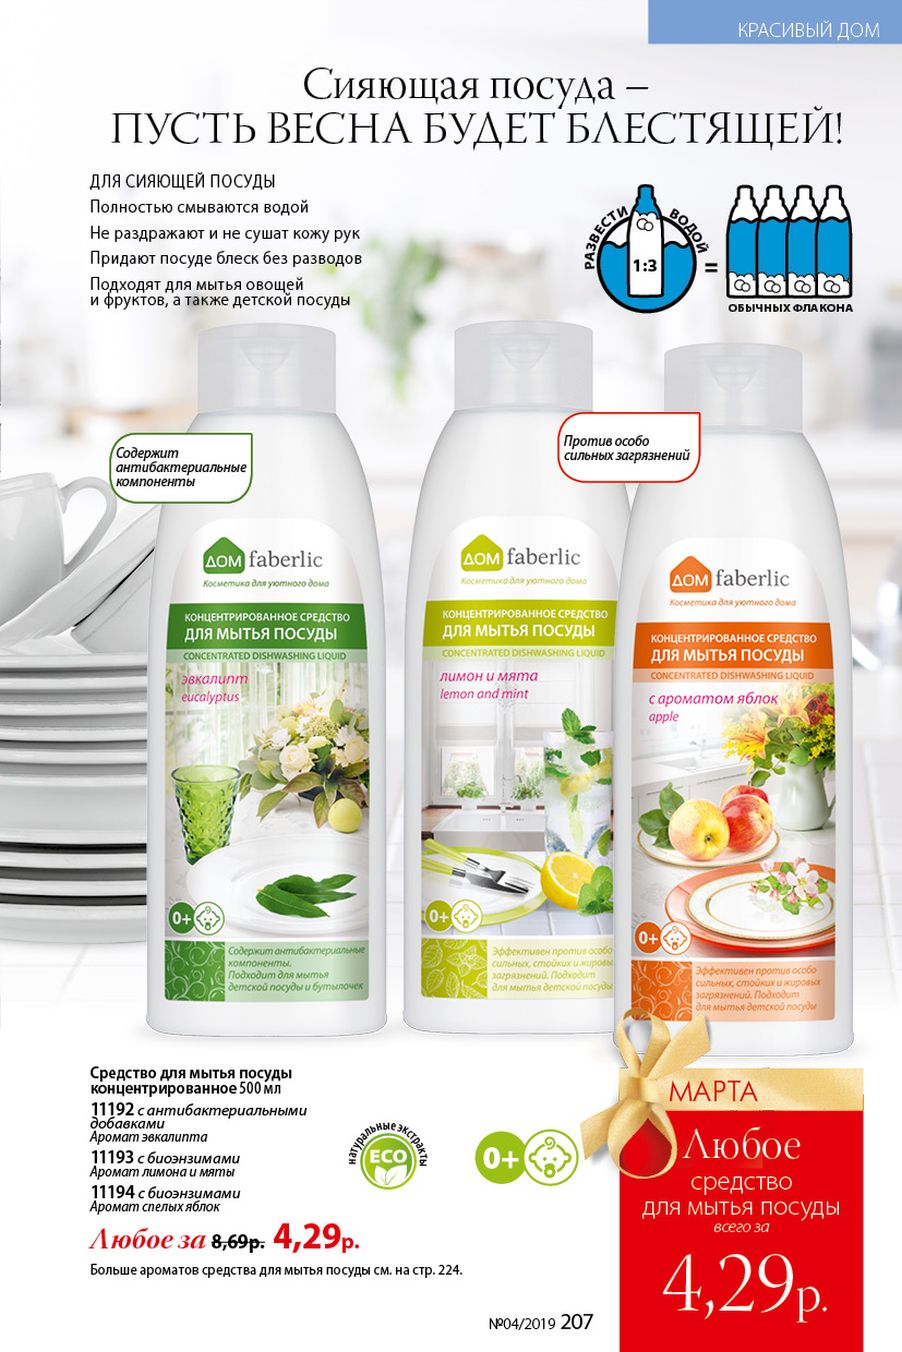 КРАСИВЫЙ ДОМ
Сияющая посуда –
ПУСТЬ ВЕСНА БУДЕТ БЛЕСТЯЩЕЙ!
ДЛЯ СИЯЮЩЕЙ ПОСУДЫ
Полностью смываются водой
Не раздражают и не сушат кожу рук
Придают посуде блеск без разводов
Подходят для мытья овощей
и фруктов, а также детской посуды
РАЗВЕСТИ ВОДОЙ
1:3
=
ОБЫЧНЫХ ФЛАКОНА
Содержит
антибактериальные
компоненты
Против особо
сильных загрязнений
ДОМ faberlic
Косметика для уютного дома
КОНЦЕНТРИРОВАННОЕ СРЕДСТВО
ДЛЯ МЫТЬЯ ПОСУДЫ
CONCENTRATED DISHWASHING LIQUID
эвкалипт
eucalyptus
0+
Содержит антибактериальные
компоненты.
Подходит для мытья
детской посуды и бутылочек
ДОМ faberlic
Косметика для уютного дома
КОНЦЕНТРИРОВАННОЕ СРЕДСТВО
ДЛЯ МЫТЬЯ ПОСУДЫ
CONCENTRATED DISHWASHING LIQUID
лимон и мята
lemon and mint
0+
Эффективен против особо
сильных, стойких и жировых
загрязнений. Подходит
для мытья детской посуды
ДОМ faberlic
Косметика для уютного дома
КОНЦЕНТРИРОВАННОЕ СРЕДСТВО
ДЛЯ МЫТЬЯ ПОСУДЫ
CONCENTRATED DISHWASHING LIQUID
с ароматом яблок
apple
0+
Эффективен против особо
сильных, стойких и жировых
загрязнений. Подходит
для мытья детской посуды
Средство для мытья посуды
концентрированное 500 мл
11192 с антибактериальными
добавками
Аромат эвкалипта
11193 с биоэнзимами
Аромат лимона и мяты
11194 с биоэнзимами
Аромат спелых яблок
Любое за 8,69р. 4,29р.
Больше ароматов средства для мытья посуды см. на стр. 224.
натуральные экстракты
ECO
0+
МАРТА
Любое
средство
для мытья посуды
всего за
4,29р.
№04/2019 207